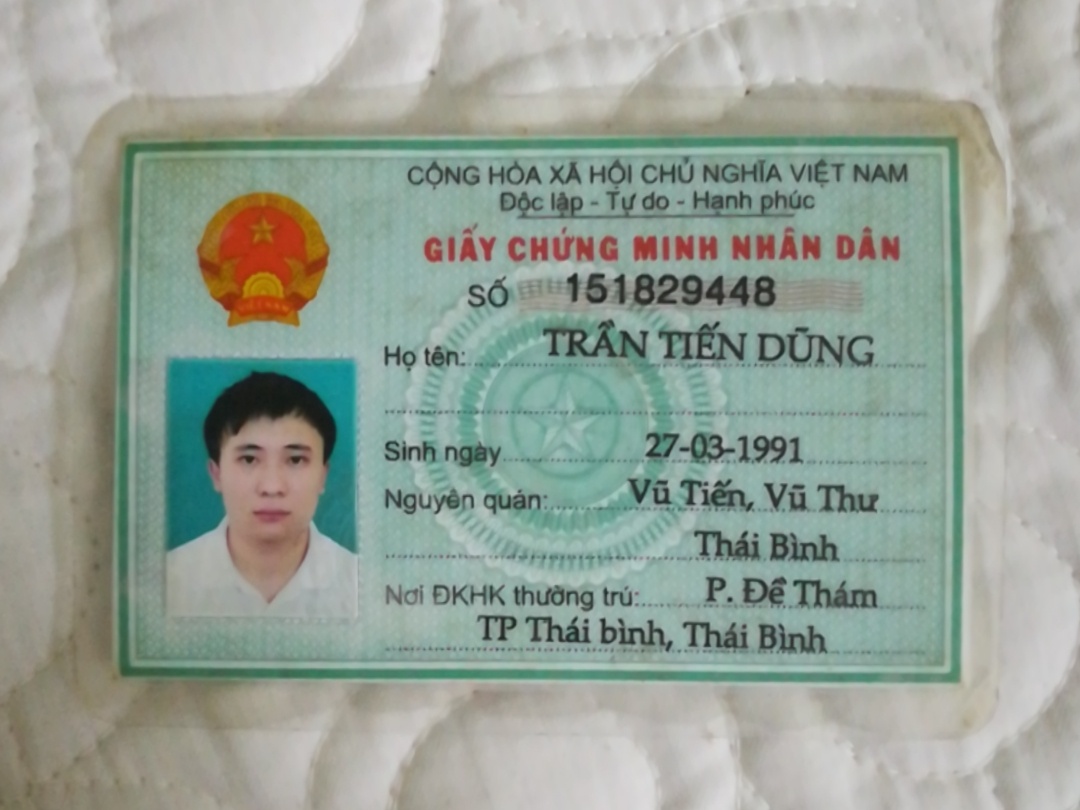 CỘNG HÒA XÃ HỘI CHỦ NGHĨA VIỆT NAM
Độc lập - Tự do - Hạnh phúc
GIẤY CHỨNG MINH NHÂN DÂN
SỐ 151829448
Họ tên: TRẦN TIẾN DŨNG
Sinh ngày 27-03-1991
Nguyên quán: Vũ Tiến, Vũ Thư
Thái Bình
Nơi ĐKHK thường trú: P. Đề Thám
TP Thái bình, Thái Bình
VIỆT NAM